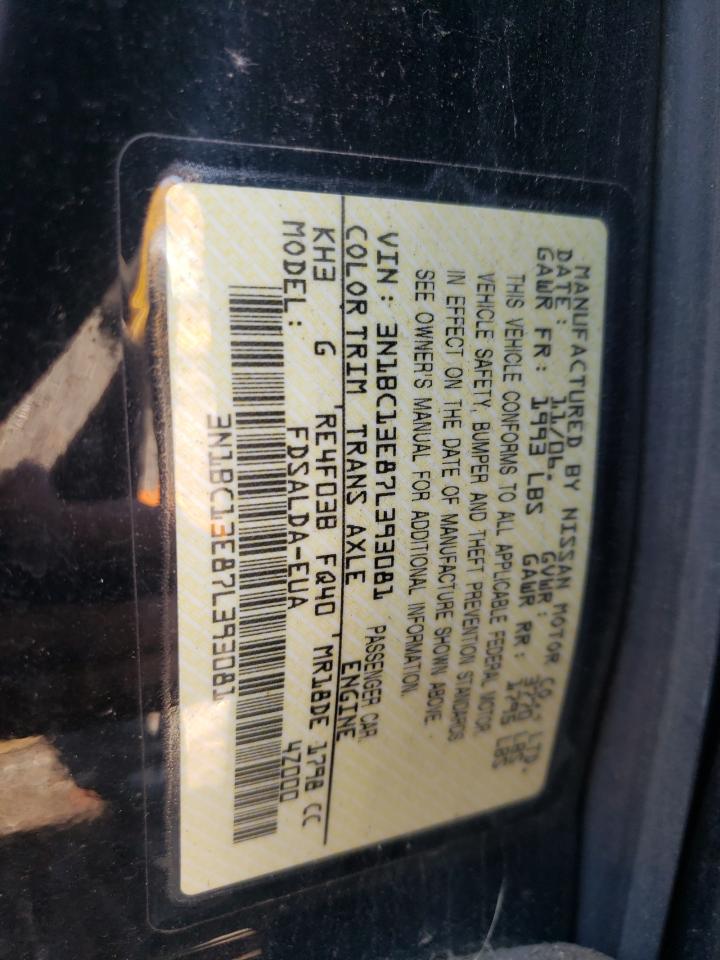 MANUFACTURED BY NISSAN MOTOR CO., LTD.
DATE: 11/06. GVWR: LBS
GAWR FR: 1993 LBS GAWR RR: LBS
THIS VEHICLE CONFORMS TO ALL APPLICABLE FEDERAL MOTOR
VEHICLE SAFETY, BUMPER AND THEFT PREVENTION STANDARDS
IN EFFECT ON THE DATE OF MANUFACTURE SHOWN ABOVE.
SEE OWNER'S MANUAL FOR ADDITIONAL INFORMATION.
VIN: 3N1BC13E87L393081 PASSENGER CAR
COLOR TRIM TRANS AXLE ENGINE
KH3 G RE4F03B FQ40 MR18DE 1798 CC
MODEL: FDSALDA-EUA 4Z000
3N1BC13E87L393081